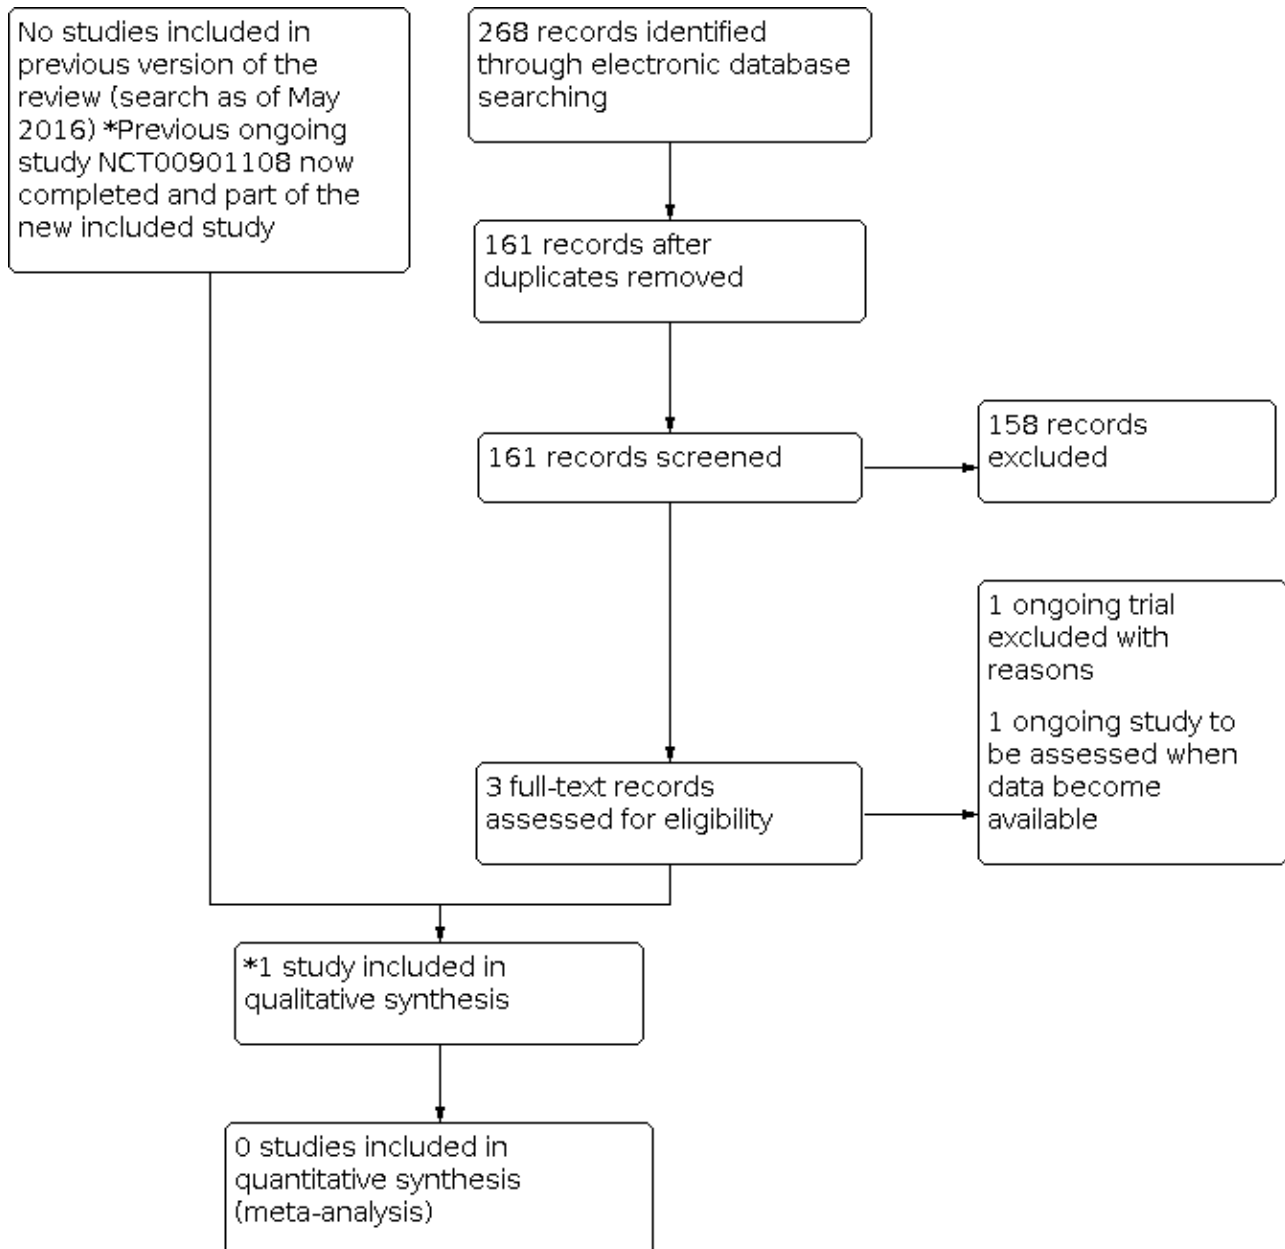 No studies included in
previous version of the
review (search as of May
2016) *Previous ongoing
study NCT00901108 now
completed and part of the
new included study
268 records identified
through electronic database
searching
161 records after
duplicates removed
161 records screened
158 records
excluded
3 full-text records
assessed for eligibility
1 ongoing trial
excluded with
reasons
1 ongoing study to
be assessed when
data become
available
*1 study included in
qualitative synthesis
0 studies included in
quantitative synthesis
(meta-analysis)